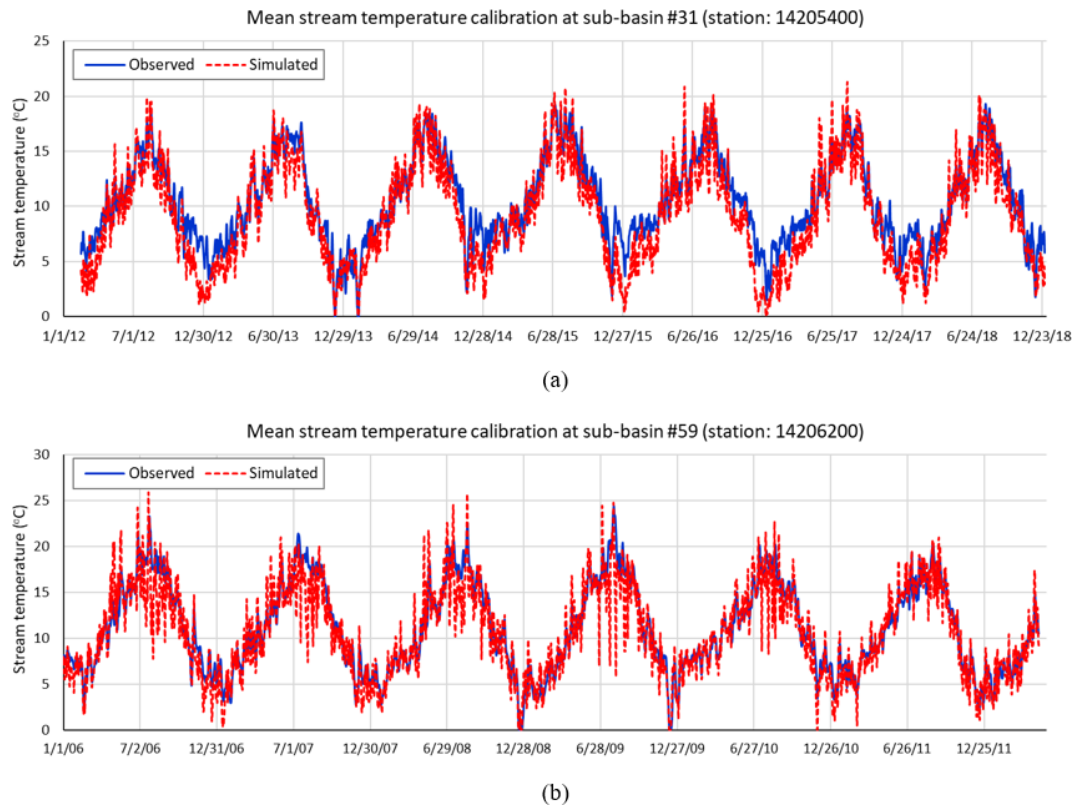 Mean stream temperature calibration at sub-basin #31 (station: 14205400)
25
20
15
10
5
0
Stream temperature (°C)
Observed
Simulated
1/1/12 7/1/12 12/30/12 6/30/13 12/29/13 6/29/14 12/28/14 6/28/15 12/27/15 6/26/16 12/25/16 6/25/17 12/24/17 6/24/18 12/23/18
(a)
Mean stream temperature calibration at sub-basin #59 (station: 14206200)
30
25
20
15
10
5
0
Stream temperature (°C)
Observed
Simulated
1/1/06 7/2/06 12/31/06 7/1/07 12/30/07 6/29/08 12/28/08 6/28/09 12/27/09 6/27/10 12/26/10 6/26/11 12/25/11
(b)